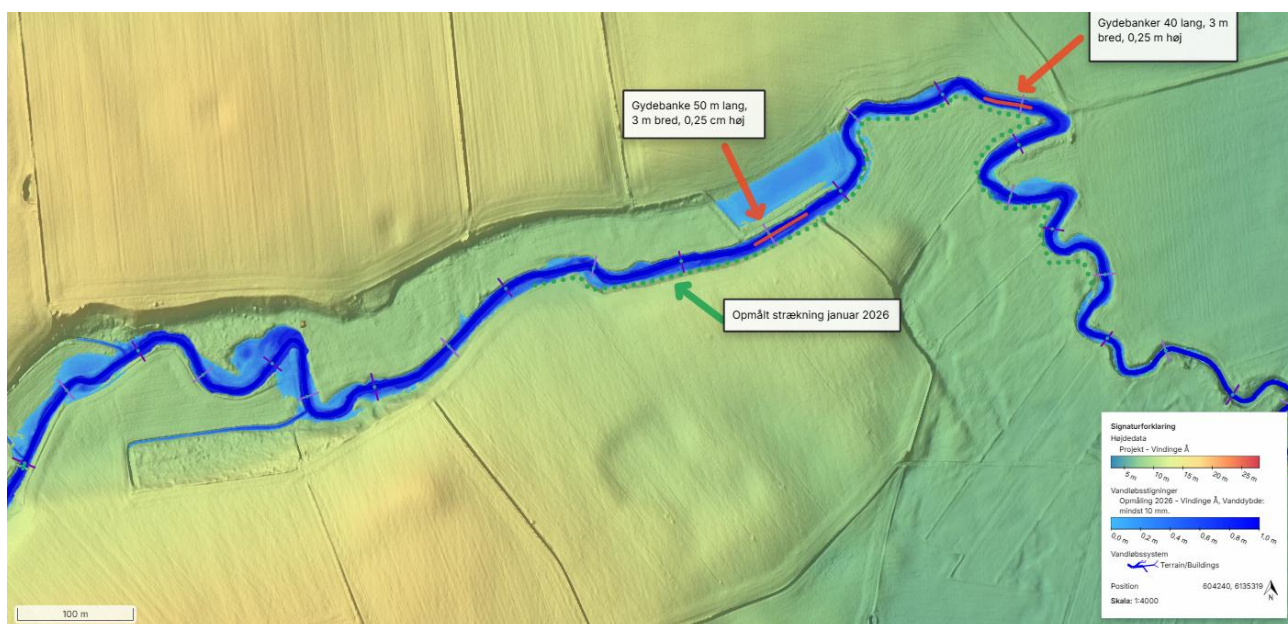 Gydebanker 40 lang, 3 m
bred, 0,25 m høj
Gydebanke 50 m lang,
3 m bred, 0,25 cm høj
Opmålt strækning januar 2026
Signaturforklaring
Højdedata
Projekt - Vindinge Å
5 m 10 m 15 m 20 m 25 m
Vandløbsstigninger
Opmåling 2026 - Vindinge Å, Vanddybde:
mindst 10 mm.
0,0 m 0,2 m 0,4 m 0,6 m 0,8 m 1,0 m
Vandløbssystem
Terrain/Buildings
Position 604240, 6135319
Skala: 1:4000
N
100 m